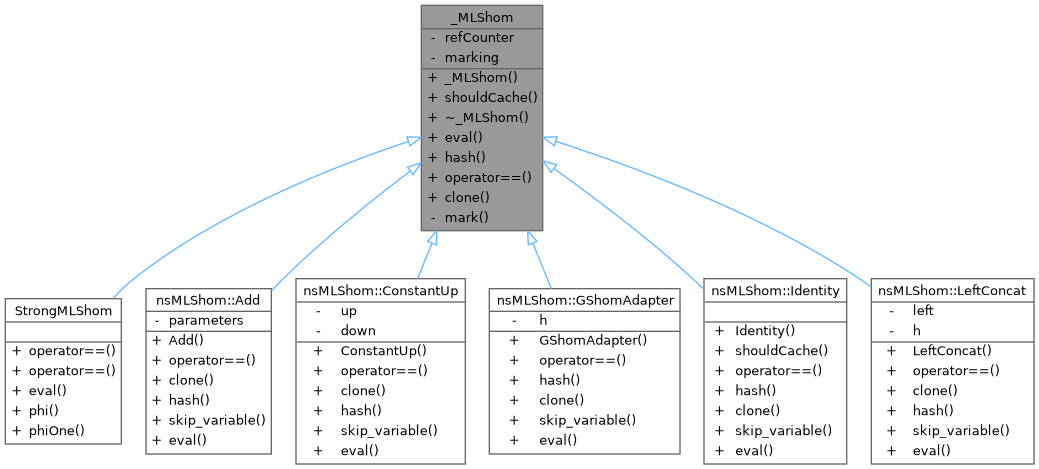 _MLShom
- refCounter
- marking
+ _MLShom()
+ shouldCache()
+ ~_MLShom()
+ eval()
+ hash()
+ operator==()
+ clone()
- mark()
StrongMLShom
+ operator==()
+ operator==()
+ eval()
+ phi()
+ phiOne()
nsMLShom::Add
- parameters
+ Add()
+ operator==()
+ clone()
+ hash()
+ skip_variable()
+ eval()
nsMLShom::ConstantUp
- up
- down
+ ConstantUp()
+ operator==()
+ clone()
+ hash()
+ skip_variable()
+ eval()
nsMLShom::GShomAdapter
- h
+ GShomAdapter()
+ operator==()
+ hash()
+ clone()
+ skip_variable()
+ eval()
nsMLShom::Identity
+ Identity()
+ shouldCache()
+ operator==()
+ hash()
+ clone()
+ skip_variable()
+ eval()
nsMLShom::LeftConcat
- left
- h
+ LeftConcat()
+ operator==()
+ clone()
+ hash()
+ skip_variable()
+ eval()